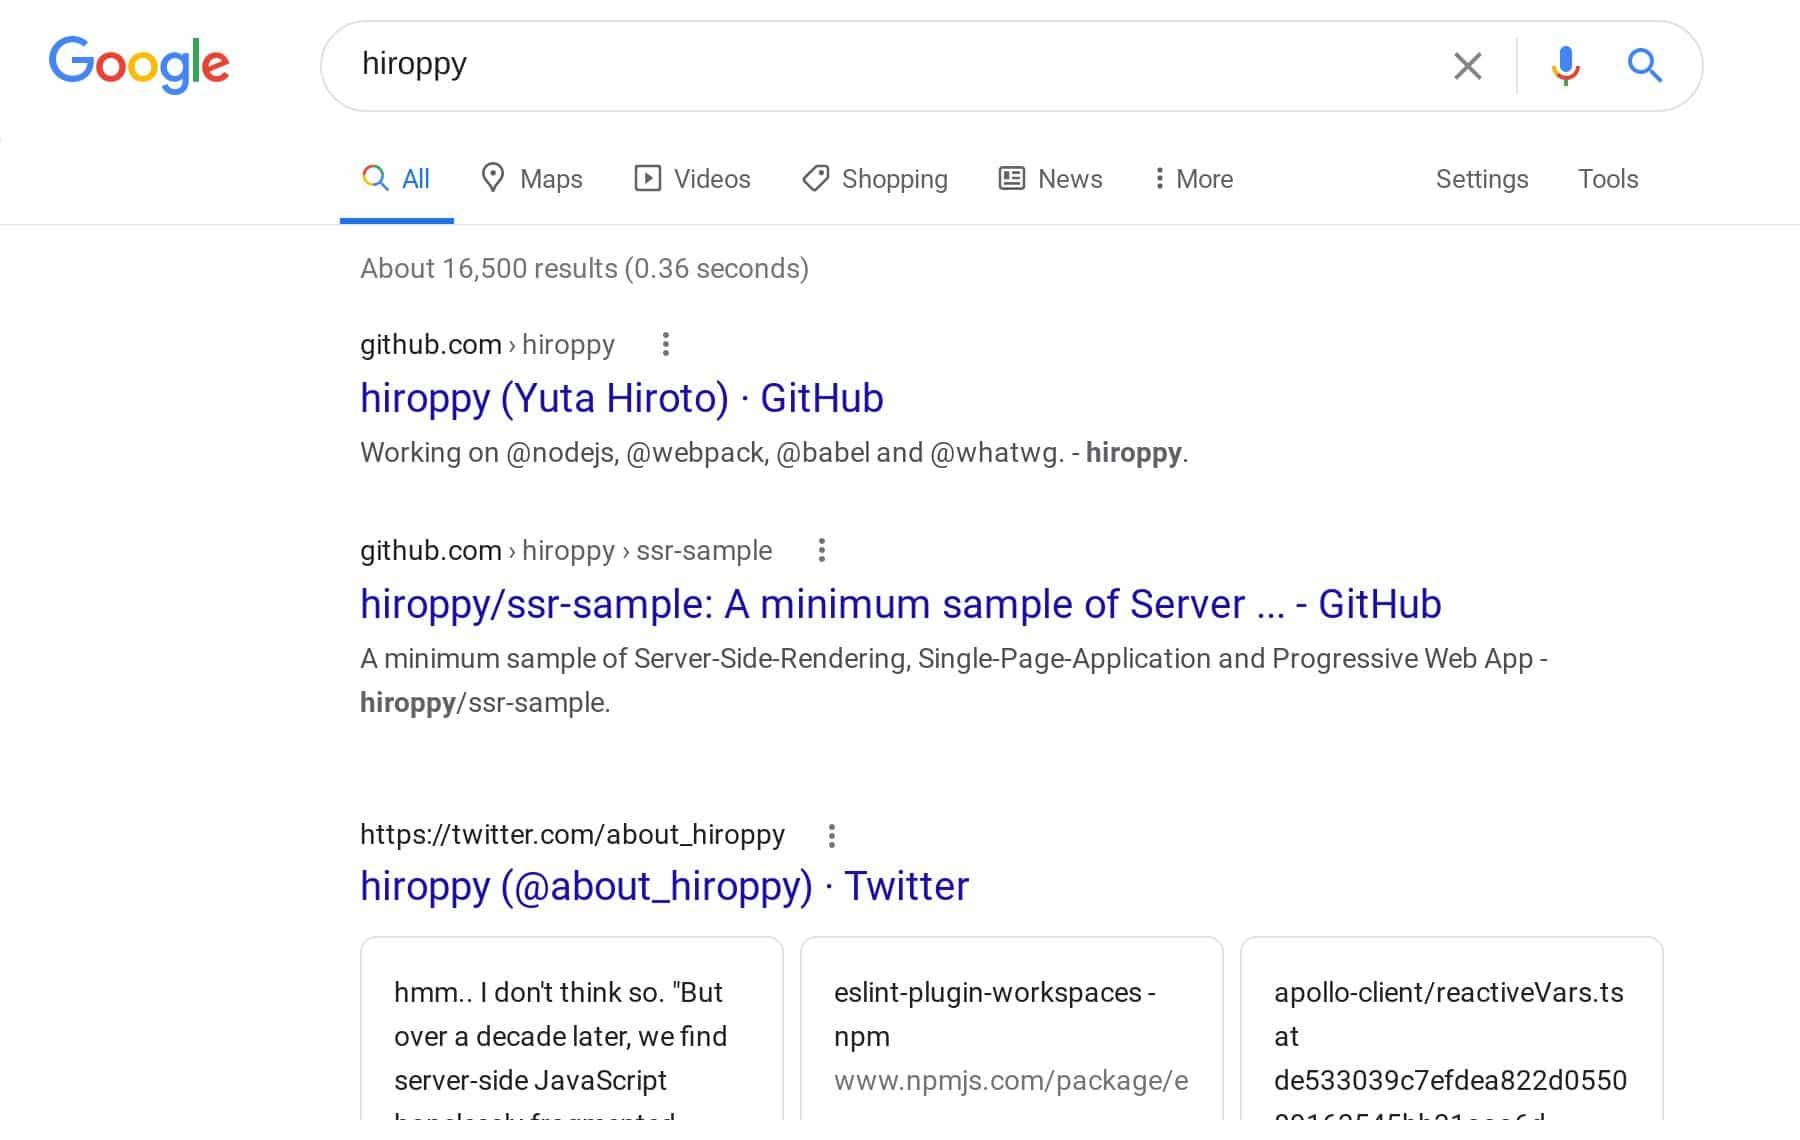 Google
hiroppy
All Maps Videos Shopping News More Settings Tools
About 16,500 results (0.36 seconds)
github.com › hiroppy
hiroppy (Yuta Hiroto) · GitHub
Working on @nodejs, @webpack, @babel and @whatwg. - hiroppy.
github.com › hiroppy › ssr-sample
hiroppy/ssr-sample: A minimum sample of Server ... - GitHub
A minimum sample of Server-Side-Rendering, Single-Page-Application and Progressive Web App -
hiroppy/ssr-sample.
https://twitter.com/about_hiroppy
hiroppy (@about_hiroppy) · Twitter
hmm.. I don't think so. "But
over a decade later, we find
server-side JavaScript
hopelessly fragmented
eslint-plugin-workspaces -
npm
www.npmjs.com/package/e
apollo-client/reactiveVars.ts
at
de533039c7efdea822d0550